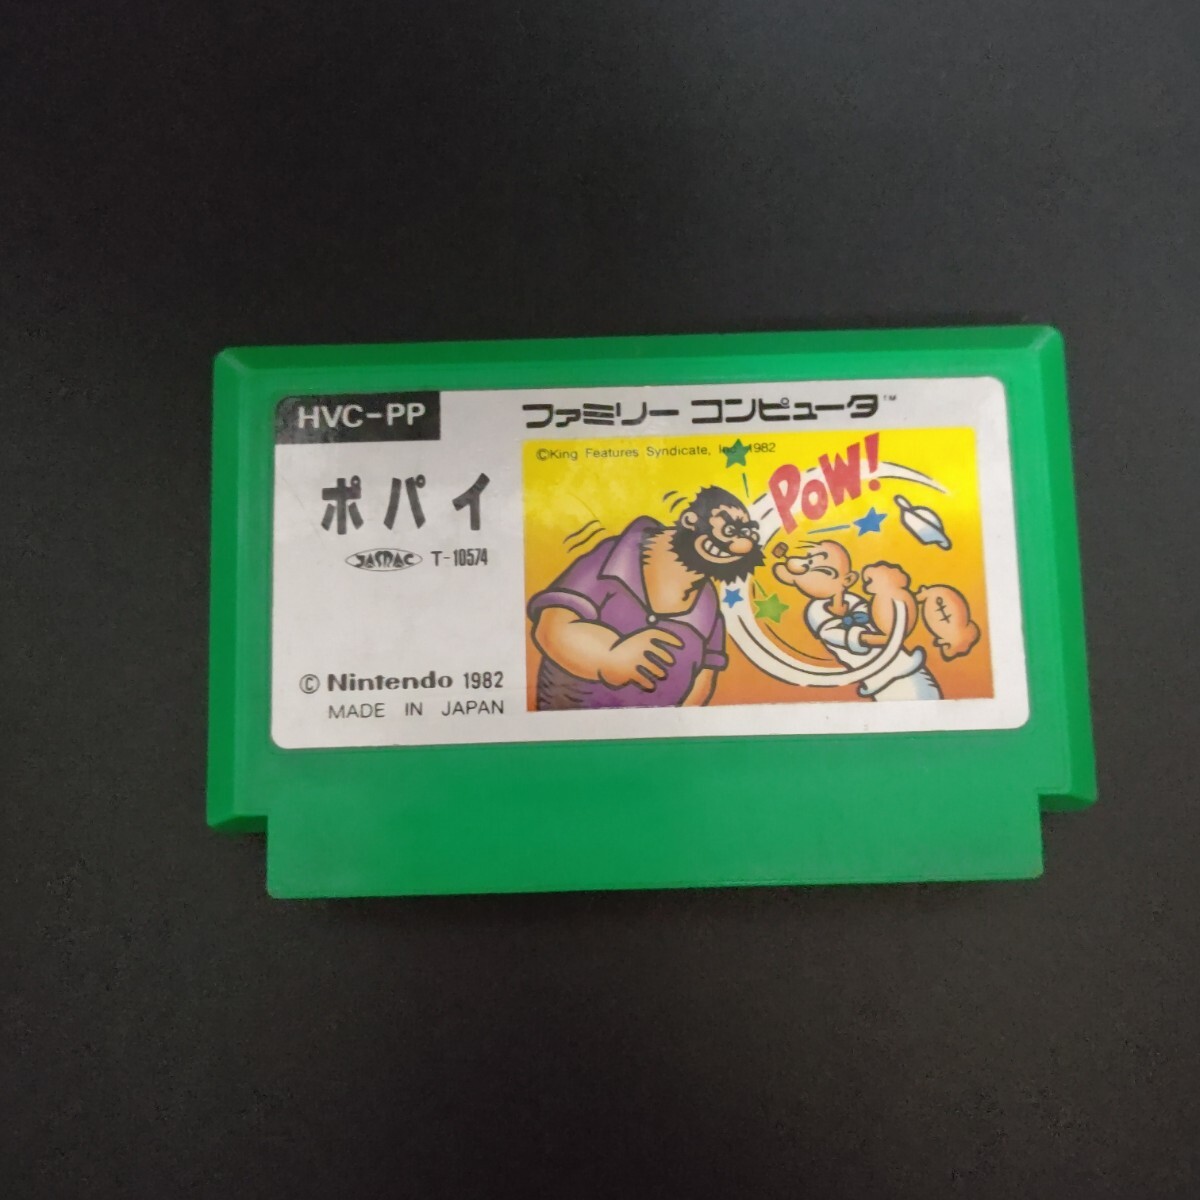 HVC-PP
ファミリー コンピュータ™
©King Features Syndicate, Inc. 1982
POW!
ポパイ
JASRAC T-10574
© Nintendo 1982
MADE IN JAPAN